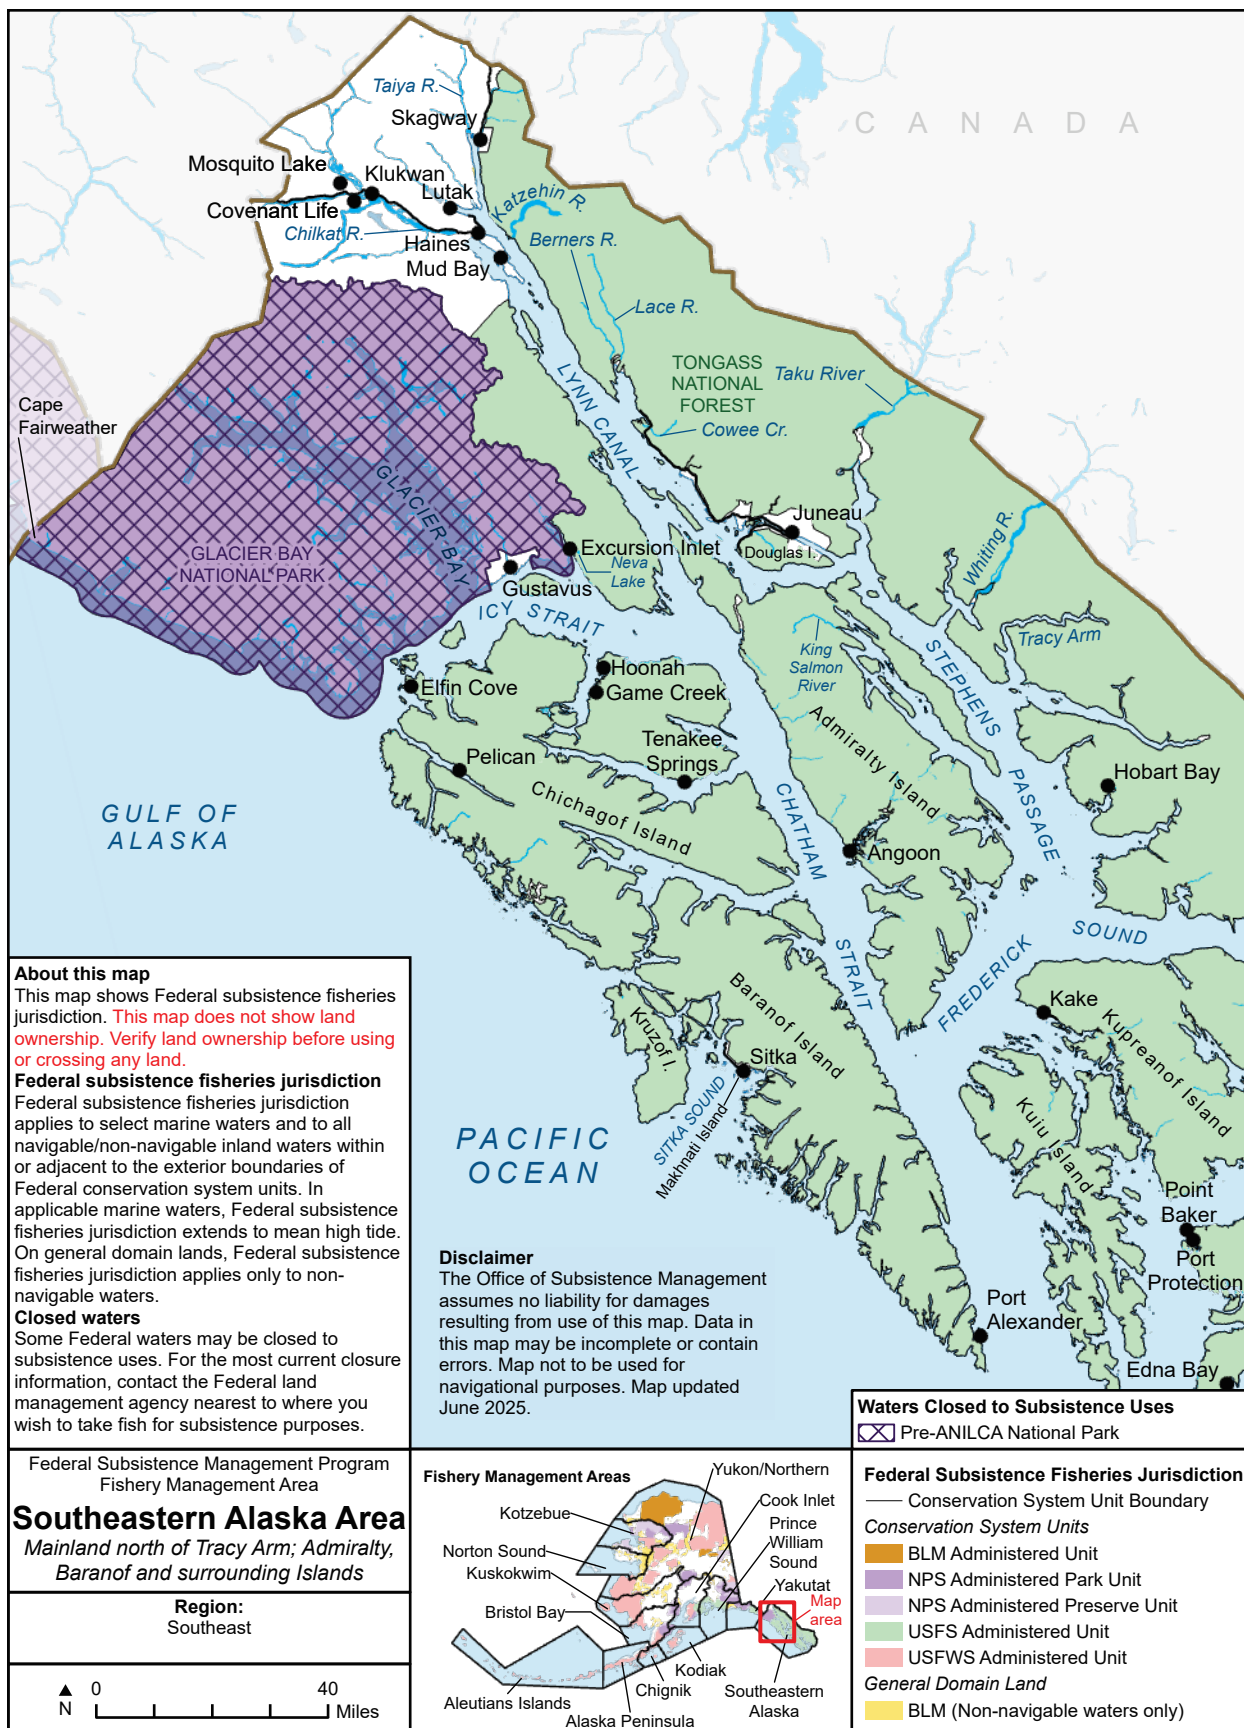 Taiya R.
Skagway
CANADA
Mosquito Lake
Klukwan
Lutak
Katzehin R.
Covenant Life
Chilkat R.
Haines
Mud Bay
Berners R.
Lace R.
TONGASS
NATIONAL
FOREST
Taku River
Cowee Cr.
LYNN CANAL
Cape
Fairweather
GLACIER BAY
GLACIER BAY
NATIONAL PARK
Juneau
Douglas I.
Excursion Inlet
Neva
Lake
Gustavus
Whiting R.
ICY STRAIT
Tracy Arm
King
Salmon
River
STEPHENS
PASSAGE
Hoonah
Game Creek
Elfin Cove
Admiralty Island
Tenakee
Springs
Pelican
Hobart Bay
Chichagof Island
CHATHAM
STRAIT
GULF OF
ALASKA
Angoon
FREDERICK
SOUND
Baranof Island
Kake
Kupreanof Island
Kruzof I.
Sitka
SITKA SOUND
Makhnati Island
Kuiu Island
PACIFIC
OCEAN
Point
Baker
Port
Protection
Port
Alexander
Edna Bay
About this map
This map shows Federal subsistence fisheries
jurisdiction. This map does not show land
ownership. Verify land ownership before using
or crossing any land.
Federal subsistence fisheries jurisdiction
Federal subsistence fisheries jurisdiction
applies to select marine waters and to all
navigable/non-navigable inland waters within
or adjacent to the exterior boundaries of
Federal conservation system units. In
applicable marine waters, Federal subsistence
fisheries jurisdiction extends to mean high tide.
On general domain lands, Federal subsistence
fisheries jurisdiction applies only to non-
navigable waters.
Closed waters
Some Federal waters may be closed to
subsistence uses. For the most current closure
information, contact the Federal land
management agency nearest to where you
wish to take fish for subsistence purposes.
Disclaimer
The Office of Subsistence Management
assumes no liability for damages
resulting from use of this map. Data in
this map may be incomplete or contain
errors. Map not to be used for
navigational purposes. Map updated
June 2025.
Waters Closed to Subsistence Uses
Pre-ANILCA National Park
Federal Subsistence Management Program
Fishery Management Area
Southeastern Alaska Area
Mainland north of Tracy Arm; Admiralty,
Baranof and surrounding Islands
Region:
Southeast
N
0 40
Miles
Fishery Management Areas
Yukon/Northern
Kotzebue
Cook Inlet
Prince
William
Sound
Norton Sound
Kuskokwim
Yakutat
Map
area
Bristol Bay
Kodiak
Chignik
Southeastern
Alaska
Aleutians Islands
Alaska Peninsula
Federal Subsistence Fisheries Jurisdiction
Conservation System Unit Boundary
Conservation System Units
BLM Administered Unit
NPS Administered Park Unit
NPS Administered Preserve Unit
USFS Administered Unit
USFWS Administered Unit
General Domain Land
BLM (Non-navigable waters only)